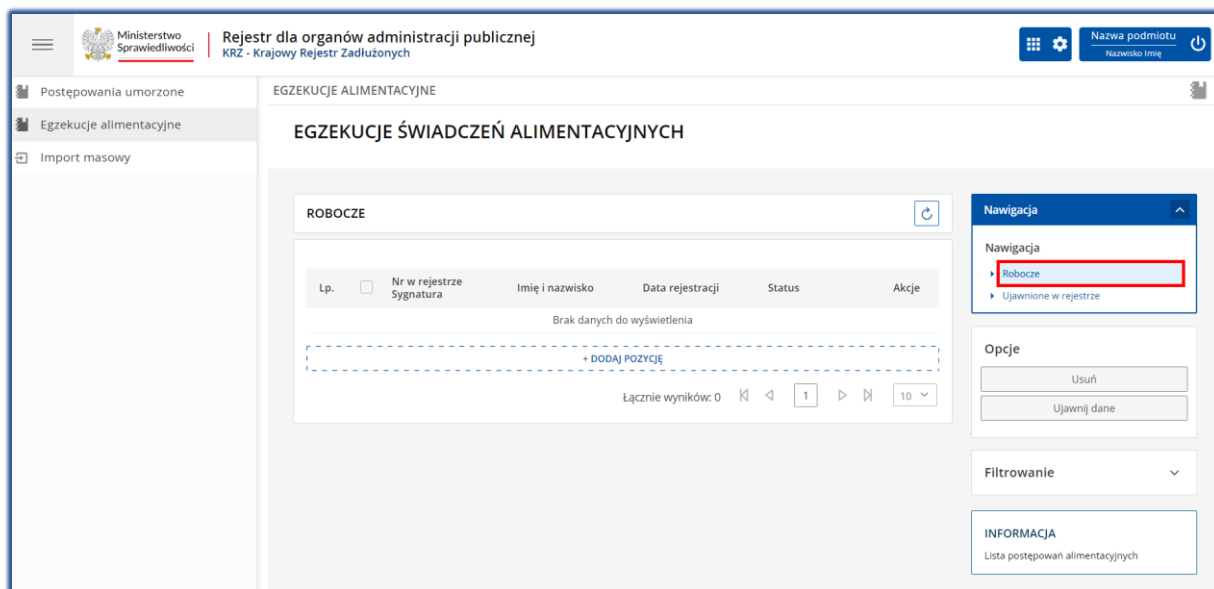 Ministerstwo
Sprawiedliwości
Rejestr dla organów administracji publicznej
KRZ - Krajowy Rejestr Zadłużonych
Nazwa podmiotu
Nazwisko Imię
Postępowania umorzone
Egzekucje alimentacyjne
Import masowy
EGZEKUCJE ALIMENTACYJNE
EGZEKUCJE ŚWIADCZEŃ ALIMENTACYJNYCH
ROBOCZE
Lp. Nr w rejestrze Imię i nazwisko Data rejestracji Status Akcje
Sygnatura
Brak danych do wyświetlenia
+ DODAJ POZYCJĘ
Łącznie wyników: 0 1 10
Nawigacja
Nawigacja
Robocze
Ujawnione w rejestrze
Opcje
Usuń
Ujawnij dane
Filtrowanie
INFORMACJA
Lista postępowań alimentacyjnych